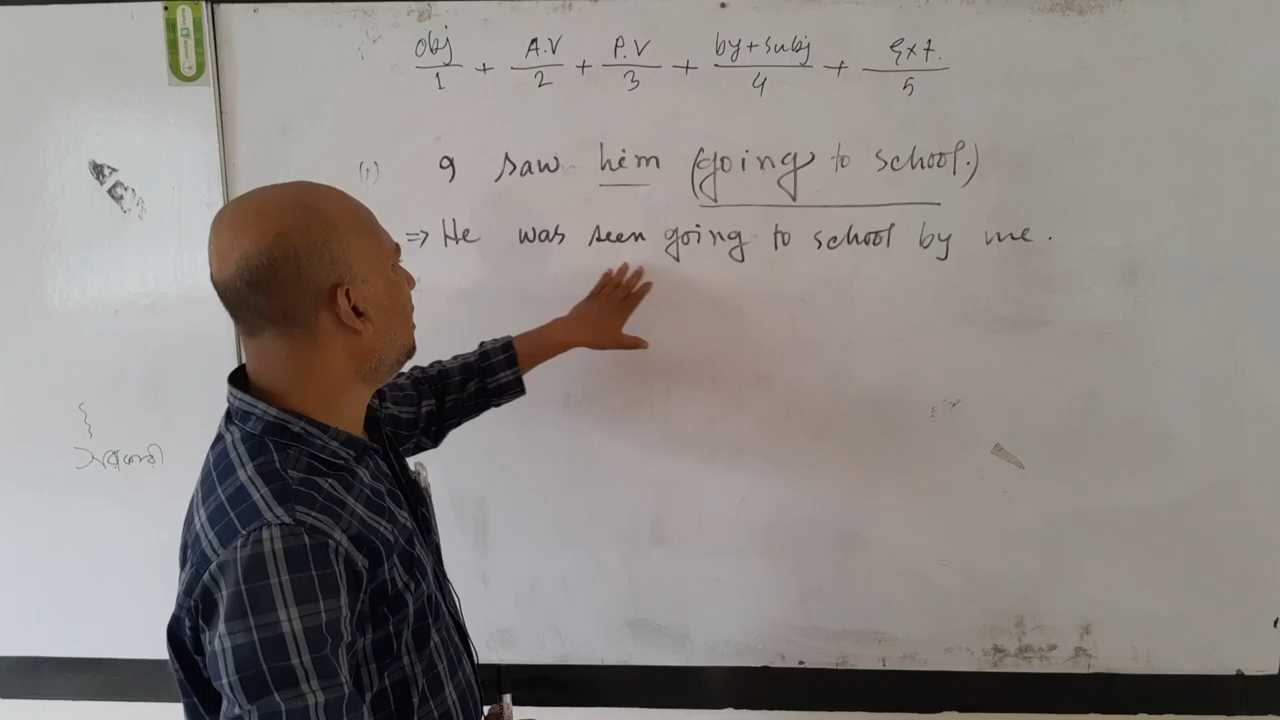 obj/1 + A.V/2 + P.V/3 + by+subj/4 + Ext./5
(1) I saw him (going to school.)
⇒ He was seen going to school by me.